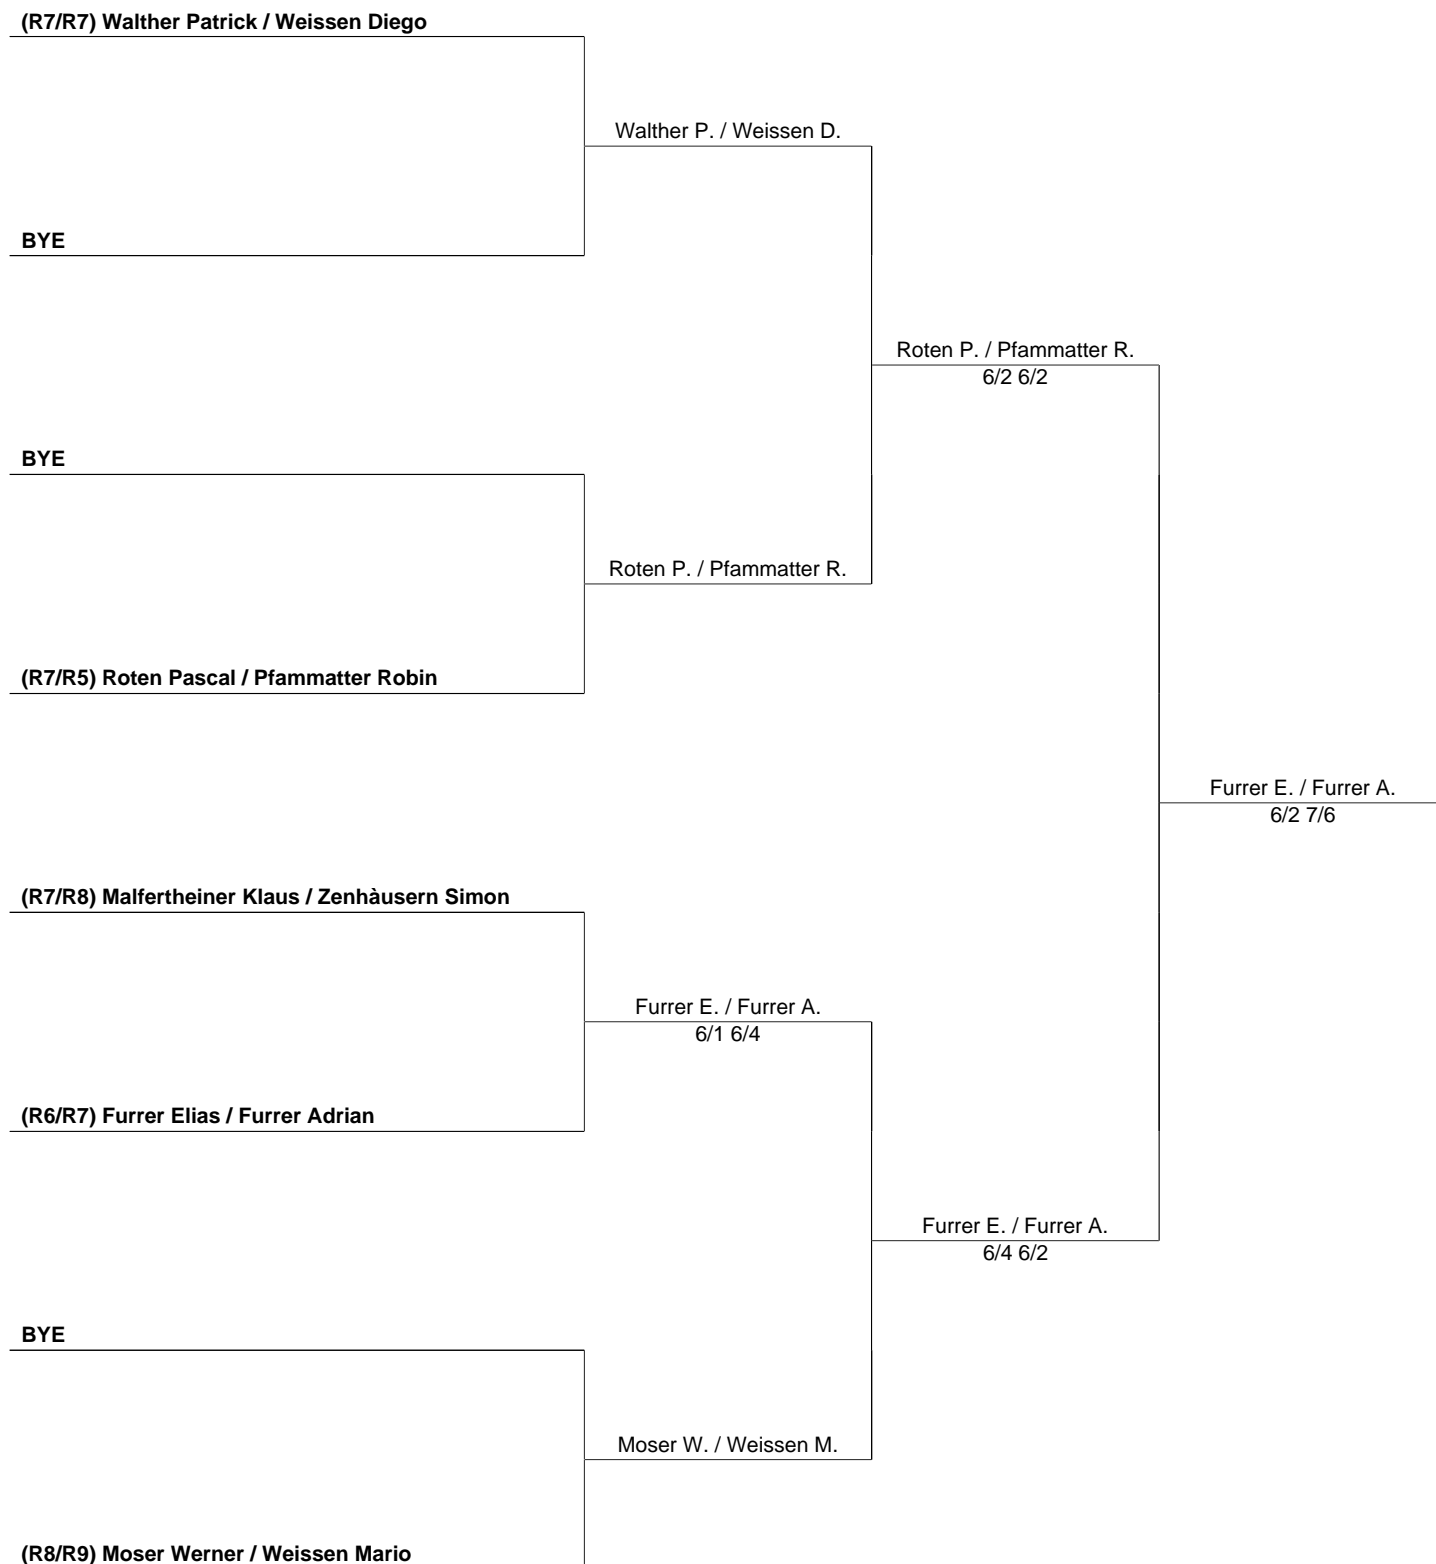 (R7/R7) Walther Patrick / Weissen Diego
Walther P. / Weissen D.
BYE
Roten P. / Pfammatter R.
6/2 6/2
BYE
Roten P. / Pfammatter R.
(R7/R5) Roten Pascal / Pfammatter Robin
Furrer E. / Furrer A.
6/2 7/6
(R7/R8) Malfertheiner Klaus / Zenhàusern Simon
Furrer E. / Furrer A.
6/1 6/4
(R6/R7) Furrer Elias / Furrer Adrian
Furrer E. / Furrer A.
6/4 6/2
BYE
Moser W. / Weissen M.
(R8/R9) Moser Werner / Weissen Mario